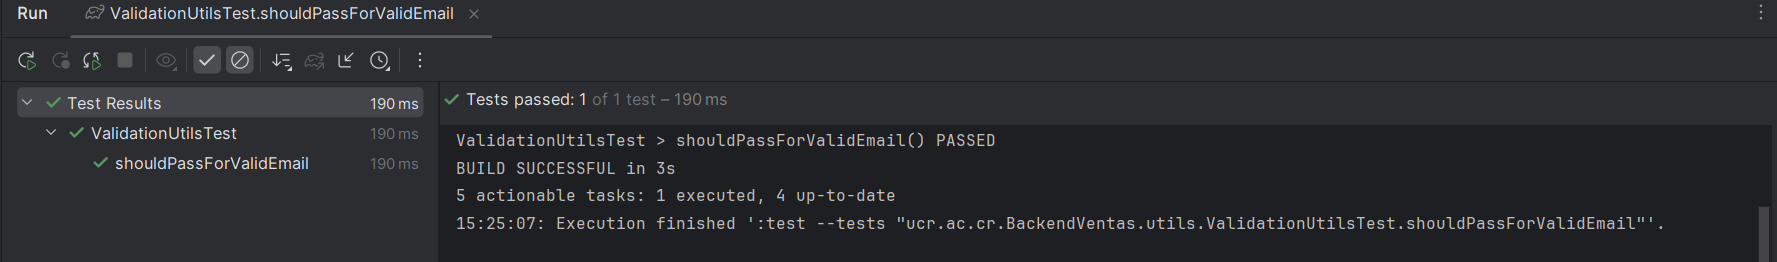 Run ValidationUtilsTest.shouldPassForValidEmail
Test Results 190 ms
ValidationUtilsTest 190 ms
shouldPassForValidEmail 190 ms
Tests passed: 1 of 1 test – 190 ms
ValidationUtilsTest > shouldPassForValidEmail() PASSED
BUILD SUCCESSFUL in 3s
5 actionable tasks: 1 executed, 4 up-to-date
15:25:07: Execution finished ':test --tests "ucr.ac.cr.BackendVentas.utils.ValidationUtilsTest.shouldPassForValidEmail"'.